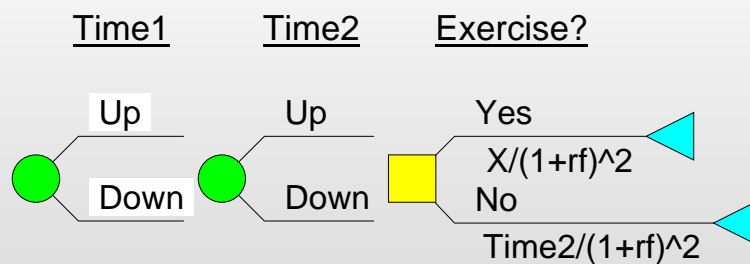 Time1 Time2 Exercise?
Up Up Yes
X/(1+rf)^2
Down Down No
Time2/(1+rf)^2